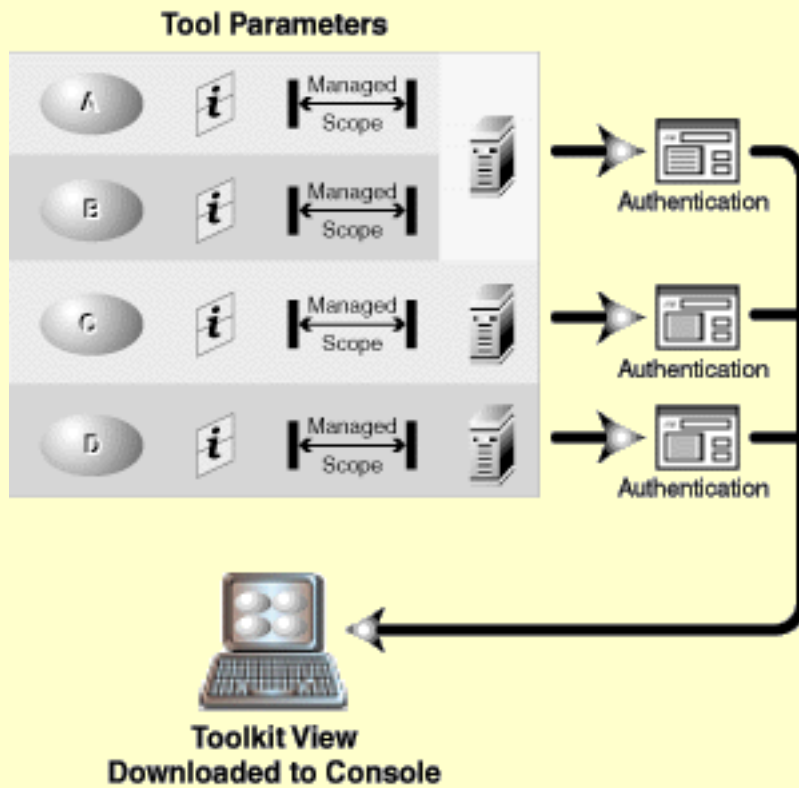 Tool Parameters
A
i
Managed
Scope
Authentication
B
i
Managed
Scope
C
i
Managed
Scope
Authentication
D
i
Managed
Scope
Authentication
Toolkit View
Downloaded to Console